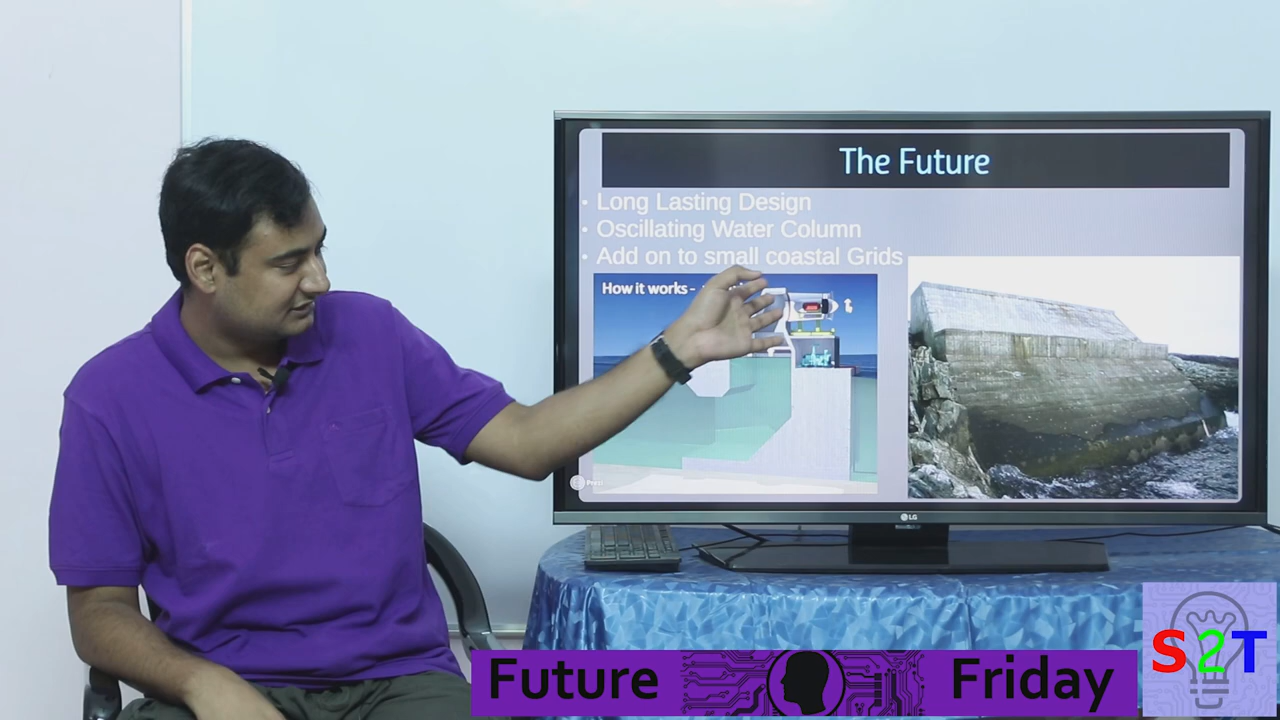 The Future
• Long Lasting Design
• Oscillating Water Column
• Add on to small coastal Grids
How it works -
Prezi
LG
Future Friday
S2T